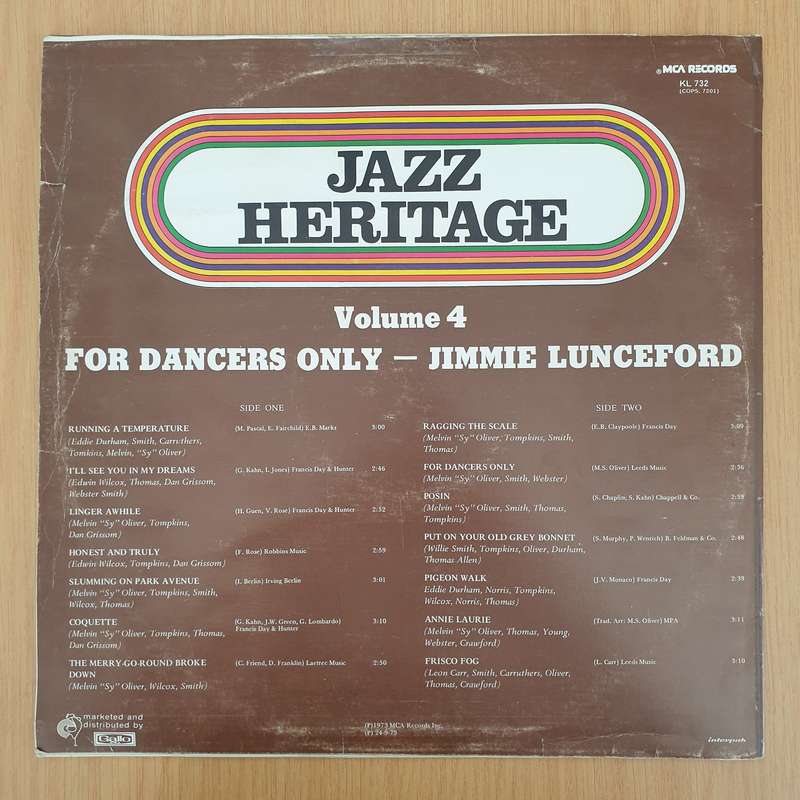 MCA RECORDS
KL 732
(COPS. 7201)
JAZZ
HERITAGE
Volume 4
FOR DANCERS ONLY — JIMMIE LUNCEFORD
SIDE ONE
RUNNING A TEMPERATURE (M. Pascal, E. Fairchild) E.B. Marks 3:00
(Eddie Durham, Smith, Carruthers,
Tomkins, Melvin, "Sy" Oliver)
I'LL SEE YOU IN MY DREAMS (G. Kahn, I. Jones) Francis Day & Hunter 2:46
(Edwin Wilcox, Thomas, Dan Grissom,
Webster Smith)
LINGER AWHILE (H. Guen, V. Rose) Francis Day & Hunter 2:52
(Melvin "Sy" Oliver, Tompkins,
Dan Grissom)
HONEST AND TRULY (F. Rose) Robbins Music 2:59
(Edwin Wilcox, Tompkins, Dan Grissom)
SLUMMING ON PARK AVENUE (I. Berlin) Irving Berlin 3:01
(Melvin "Sy" Oliver, Tompkins, Smith,
Wilcox, Thomas)
COQUETTE (G. Kahn, J.W. Green, G. Lombardo) 3:10
Francis Day & Hunter
(Melvin "Sy" Oliver, Tompkins, Thomas,
Dan Grissom)
THE MERRY-GO-ROUND BROKE (C. Friend, D. Franklin) Laetree Music 2:50
DOWN
(Melvin "Sy" Oliver, Wilcox, Smith)
SIDE TWO
RAGGING THE SCALE (E.B. Claypoole) Francis Day
(Melvin "Sy" Oliver, Tompkins, Smith,
Thomas)
FOR DANCERS ONLY (M.S. Oliver) Leeds Music
(Melvin "Sy" Oliver, Smith, Webster)
POSIN (S. Chaplin; S. Kahn) Chappell & Co.
(Melvin "Sy" Oliver, Smith, Thomas,
Tompkins)
PUT ON YOUR OLD GREY BONNET (S. Murphy, P. Wenrich) B. Feldman & Co. 2:48
(Willie Smith, Tompkins, Oliver, Durham,
Thomas Allen)
PIGEON WALK (J.V. Monaco) Francis Day
Eddie Durham, Norris, Tompkins,
Wilcox, Norris, Thomas)
ANNIE LAURIE (Trad. Arr: M.S. Oliver) MPA 3:11
(Melvin "Sy" Oliver, Thomas, Young,
Webster, Crawford)
FRISCO FOG (L. Carr) Leeds Music 3:10
(Leon Carr, Smith, Carruthers, Oliver,
Thomas, Crawford)
marketed and
distributed by
Gallo
(P)1973 MCA Records Inc.
(P) 24-9-75
interpak